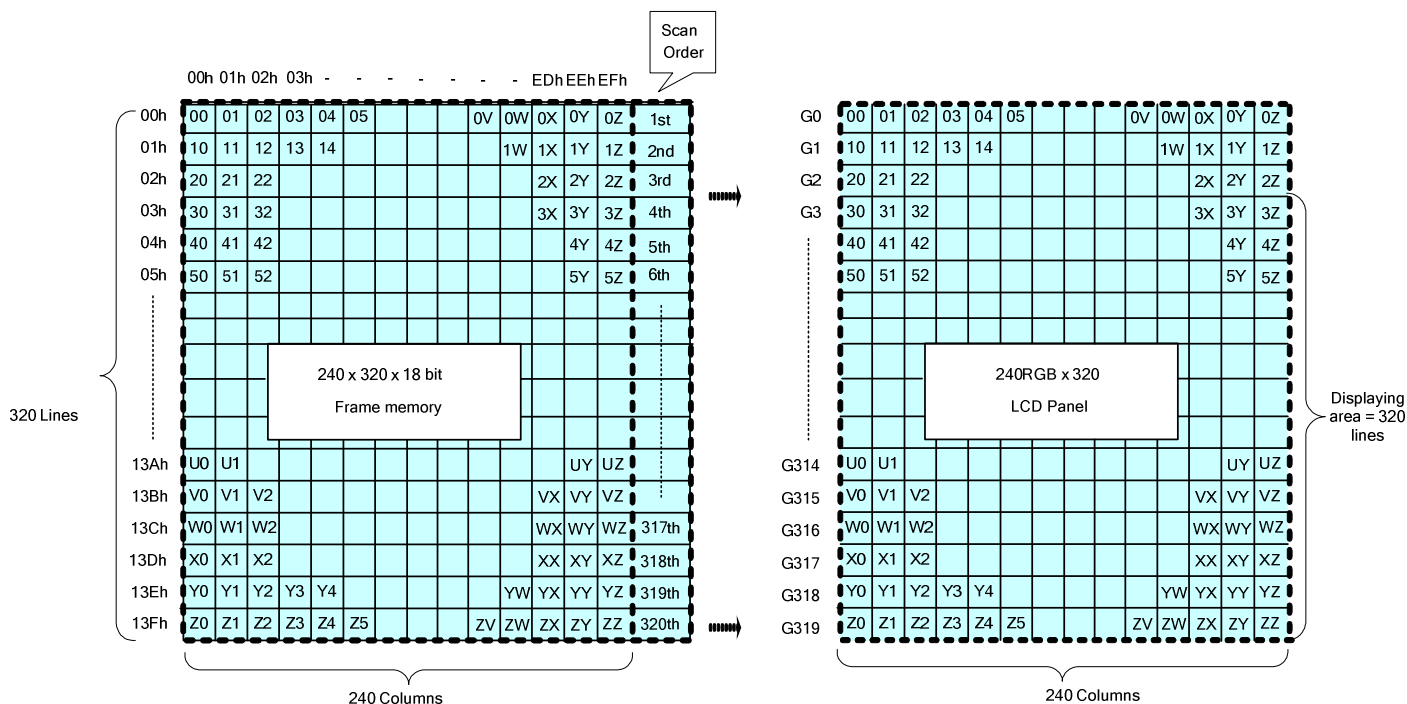 Scan
Order
00h 01h 02h 03h - - - - - - EDh EEh EFh
00h 00 01 02 03 04 05 0V 0W 0X 0Y 0Z 1st
01h 10 11 12 13 14 1W 1X 1Y 1Z 2nd
02h 20 21 22 2X 2Y 2Z 3rd
03h 30 31 32 3X 3Y 3Z 4th
04h 40 41 42 4Y 4Z 5th
05h 50 51 52 5Y 5Z 6th
240 x 320 x 18 bit
Frame memory
320 Lines
13Ah U0 U1 UY UZ
13Bh V0 V1 V2 VX VY VZ
13Ch W0 W1 W2 WX WY WZ 317th
13Dh X0 X1 X2 XX XY XZ 318th
13Eh Y0 Y1 Y2 Y3 Y4 YW YX YY YZ 319th
13Fh Z0 Z1 Z2 Z3 Z4 Z5 ZV ZW ZX ZY ZZ 320th
240 Columns
G0 00 01 02 03 04 05 0V 0W 0X 0Y 0Z
G1 10 11 12 13 14 1W 1X 1Y 1Z
G2 20 21 22 2X 2Y 2Z
G3 30 31 32 3X 3Y 3Z
40 41 42 4Y 4Z
50 51 52 5Y 5Z
240RGB x 320
LCD Panel
Displaying
area = 320
lines
G314 U0 U1 UY UZ
G315 V0 V1 V2 VX VY VZ
G316 W0 W1 W2 WX WY WZ
G317 X0 X1 X2 XX XY XZ
G318 Y0 Y1 Y2 Y3 Y4 YW YX YY YZ
G319 Z0 Z1 Z2 Z3 Z4 Z5 ZV ZW ZX ZY ZZ
240 Columns